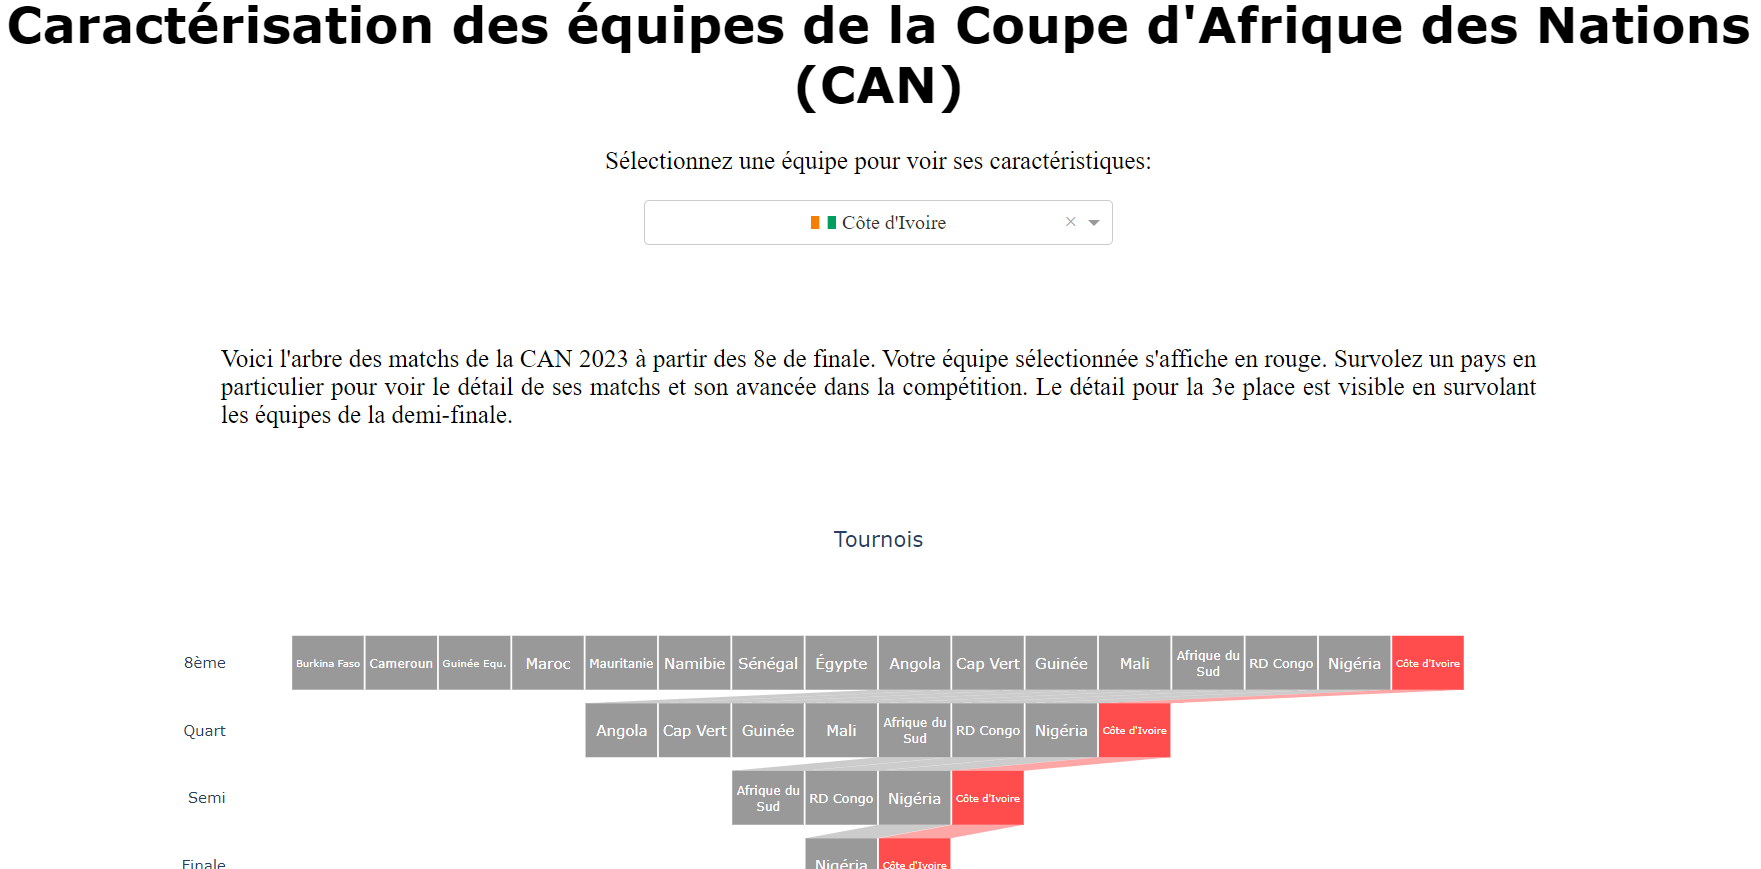 Caractérisation des équipes de la Coupe d'Afrique des Nations
(CAN)
Sélectionnez une équipe pour voir ses caractéristiques:
Côte d'Ivoire ×
Voici l'arbre des matchs de la CAN 2023 à partir des 8e de finale. Votre équipe sélectionnée s'affiche en rouge. Survolez un pays en
particulier pour voir le détail de ses matchs et son avancée dans la compétition. Le détail pour la 3e place est visible en survolant
les équipes de la demi-finale.
Tournois
8ème Burkina Faso Cameroun Guinée Equ. Maroc Mauritanie Namibie Sénégal Égypte Angola Cap Vert Guinée Mali Afrique du Sud RD Congo Nigéria Côte d'Ivoire
Quart Angola Cap Vert Guinée Mali Afrique du Sud RD Congo Nigéria Côte d'Ivoire
Semi Afrique du Sud RD Congo Nigéria Côte d'Ivoire
Finale Nigéria Côte d'Ivoire